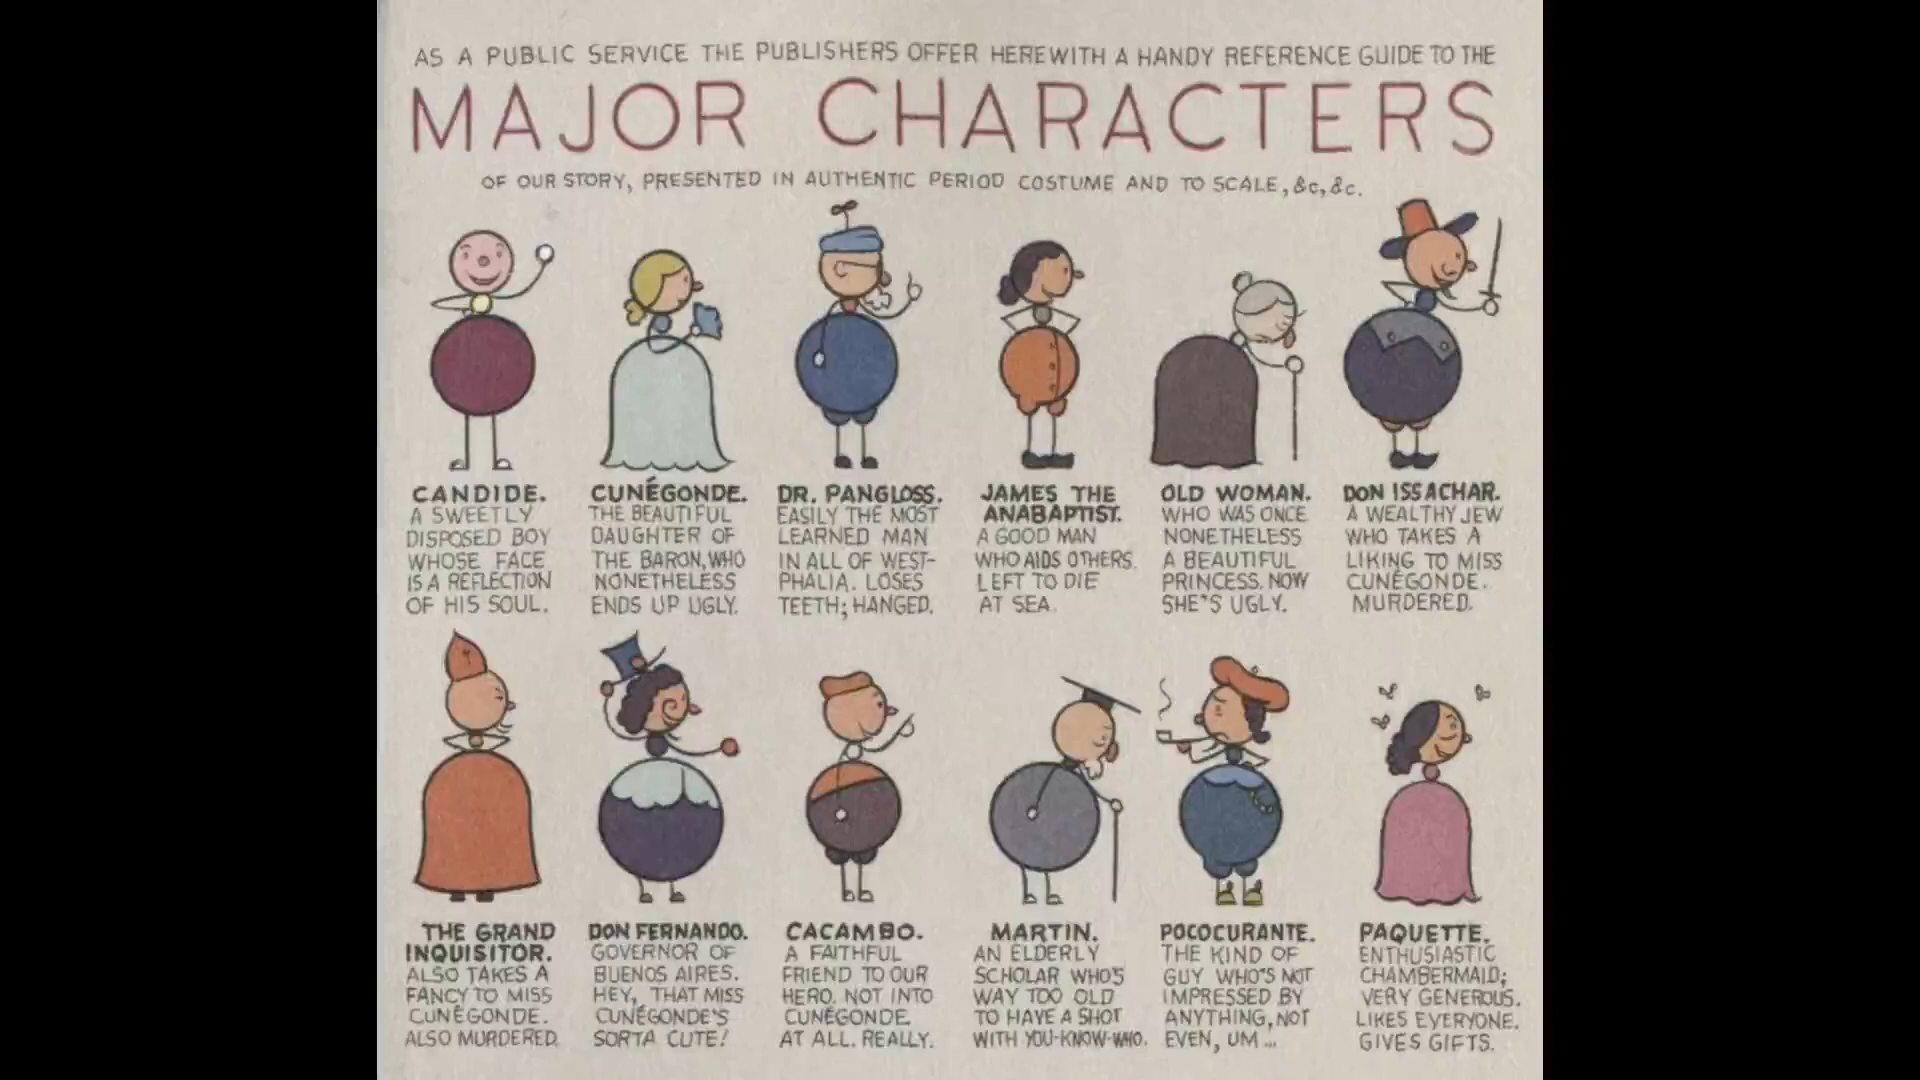 AS A PUBLIC SERVICE THE PUBLISHERS OFFER HEREWITH A HANDY REFERENCE GUIDE TO THE
MAJOR CHARACTERS
OF OUR STORY, PRESENTED IN AUTHENTIC PERIOD COSTUME AND TO SCALE, &c, &c.
CANDIDE.
A SWEETLY
DISPOSED BOY
WHOSE FACE
IS A REFLECTION
OF HIS SOUL.
CUNÉGONDE.
THE BEAUTIFUL
DAUGHTER OF
THE BARON, WHO
NONETHELESS
ENDS UP UGLY.
DR. PANGLOSS.
EASILY THE MOST
LEARNED MAN
IN ALL OF WEST-
PHALIA. LOSES
TEETH; HANGED.
JAMES THE
ANABAPTIST.
A GOOD MAN
WHO AIDS OTHERS.
LEFT TO DIE
AT SEA.
OLD WOMAN.
WHO WAS ONCE
NONETHELESS
A BEAUTIFUL
PRINCESS. NOW
SHE'S UGLY.
DON ISSACHAR.
A WEALTHY JEW
WHO TAKES A
LIKING TO MISS
CUNÉGONDE.
MURDERED.
THE GRAND
INQUISITOR.
ALSO TAKES A
FANCY TO MISS
CUNÉGONDE.
ALSO MURDERED.
DON FERNANDO.
GOVERNOR OF
BUENOS AIRES.
HEY, THAT MISS
CUNÉGONDE'S
SORTA CUTE!
CACAMBO.
A FAITHFUL
FRIEND TO OUR
HERO. NOT INTO
CUNÉGONDE
AT ALL. REALLY.
MARTIN.
AN ELDERLY
SCHOLAR WHO'S
WAY TOO OLD
TO HAVE A SHOT
WITH YOU-KNOW-WHO.
POCOCURANTE.
THE KIND OF
GUY WHO'S NOT
IMPRESSED BY
ANYTHING, NOT
EVEN, UM...
PAQUETTE.
ENTHUSIASTIC
CHAMBERMAID;
VERY GENEROUS.
LIKES EVERYONE.
GIVES GIFTS.